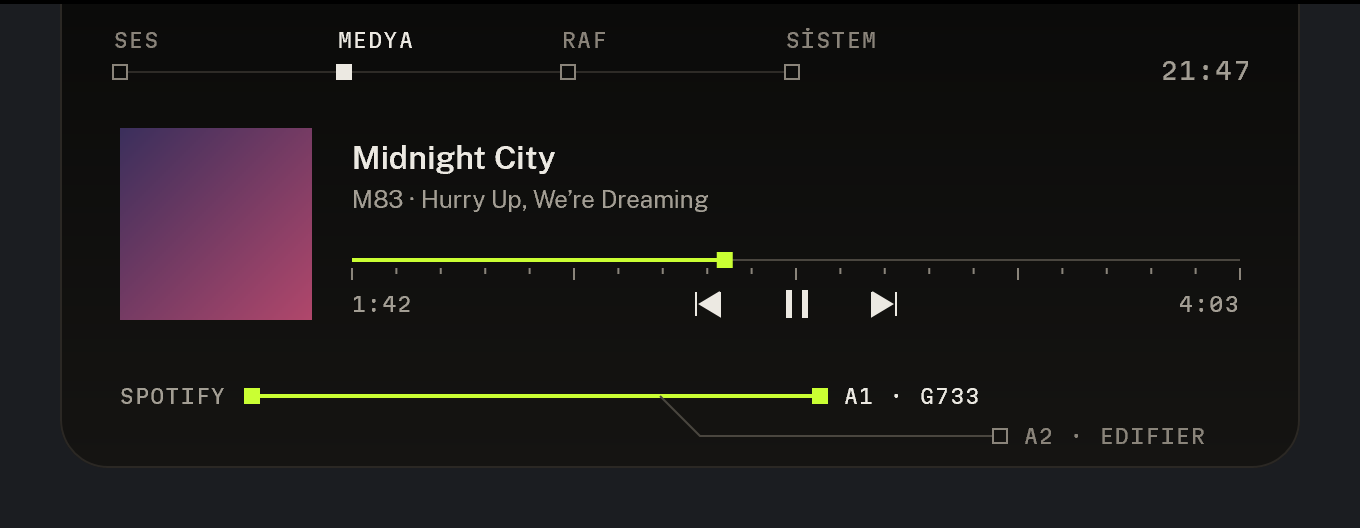 SES MEDYA RAF SİSTEM
21:47
Midnight City
M83 · Hurry Up, We’re Dreaming
1:42 4:03
SPOTIFY A1 · G733
A2 · EDIFIER